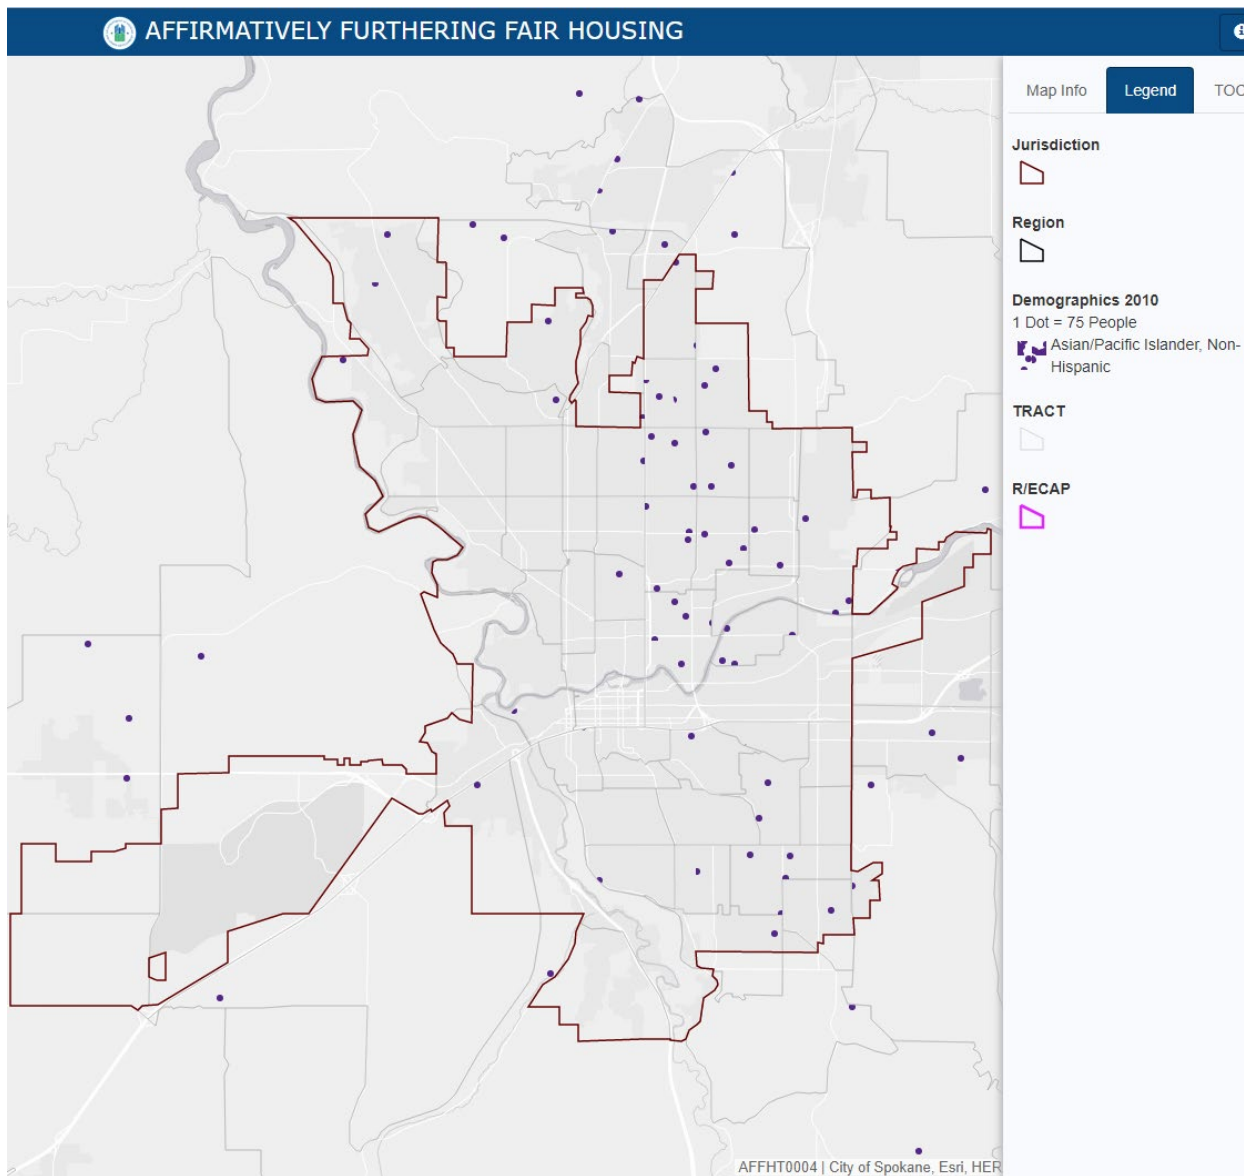 AFFIRMATIVELY FURTHERING FAIR HOUSING
Map Info Legend TOC
Jurisdiction
Region
Demographics 2010
1 Dot = 75 People
Asian/Pacific Islander, Non-
Hispanic
TRACT
R/ECAP
AFFHT0004 | City of Spokane, Esri, HER